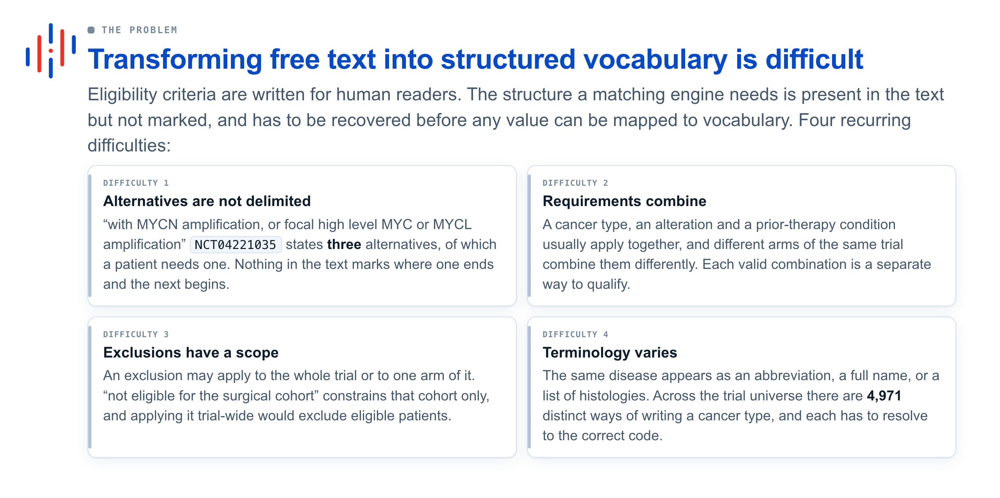 THE PROBLEM
Transforming free text into structured vocabulary is difficult
Eligibility criteria are written for human readers. The structure a matching engine needs is present in the text
but not marked, and has to be recovered before any value can be mapped to vocabulary. Four recurring
difficulties:
DIFFICULTY 1
Alternatives are not delimited
“with MYCN amplification, or focal high level MYC or MYCL
amplification” NCT04221035 states three alternatives, of which
a patient needs one. Nothing in the text marks where one ends
and the next begins.
DIFFICULTY 2
Requirements combine
A cancer type, an alteration and a prior-therapy condition
usually apply together, and different arms of the same trial
combine them differently. Each valid combination is a separate
way to qualify.
DIFFICULTY 3
Exclusions have a scope
An exclusion may apply to the whole trial or to one arm of it.
“not eligible for the surgical cohort” constrains that cohort only,
and applying it trial-wide would exclude eligible patients.
DIFFICULTY 4
Terminology varies
The same disease appears as an abbreviation, a full name, or a
list of histologies. Across the trial universe there are 4,971
distinct ways of writing a cancer type, and each has to resolve
to the correct code.